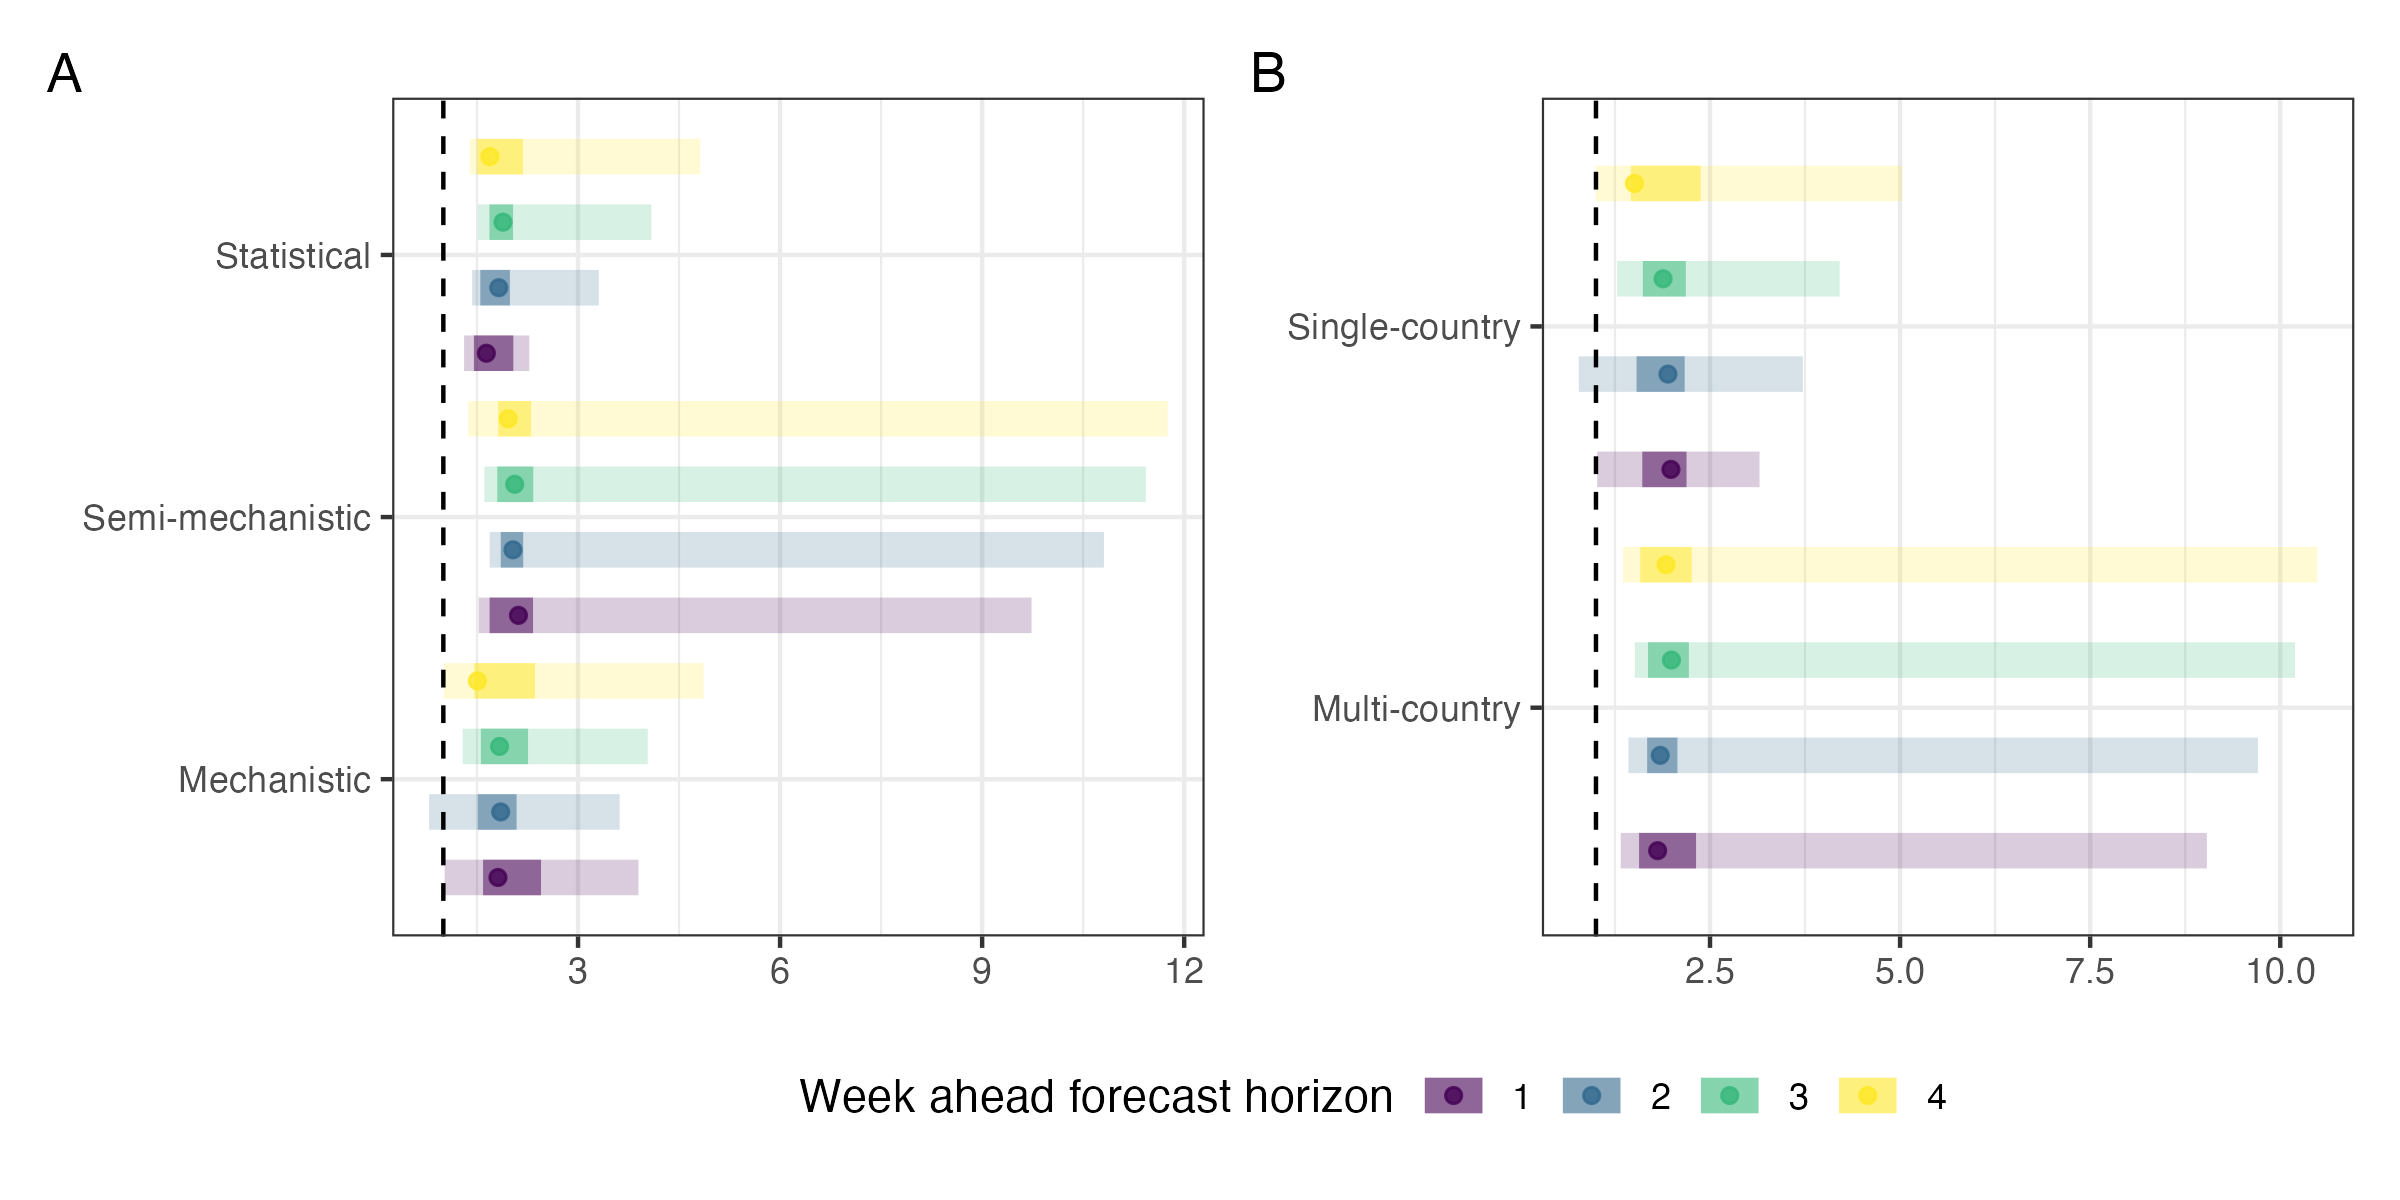 A
Statistical
Semi-mechanistic
Mechanistic
3 6 9 12
B
Single-country
Multi-country
2.5 5.0 7.5 10.0
Week ahead forecast horizon 1 2 3 4